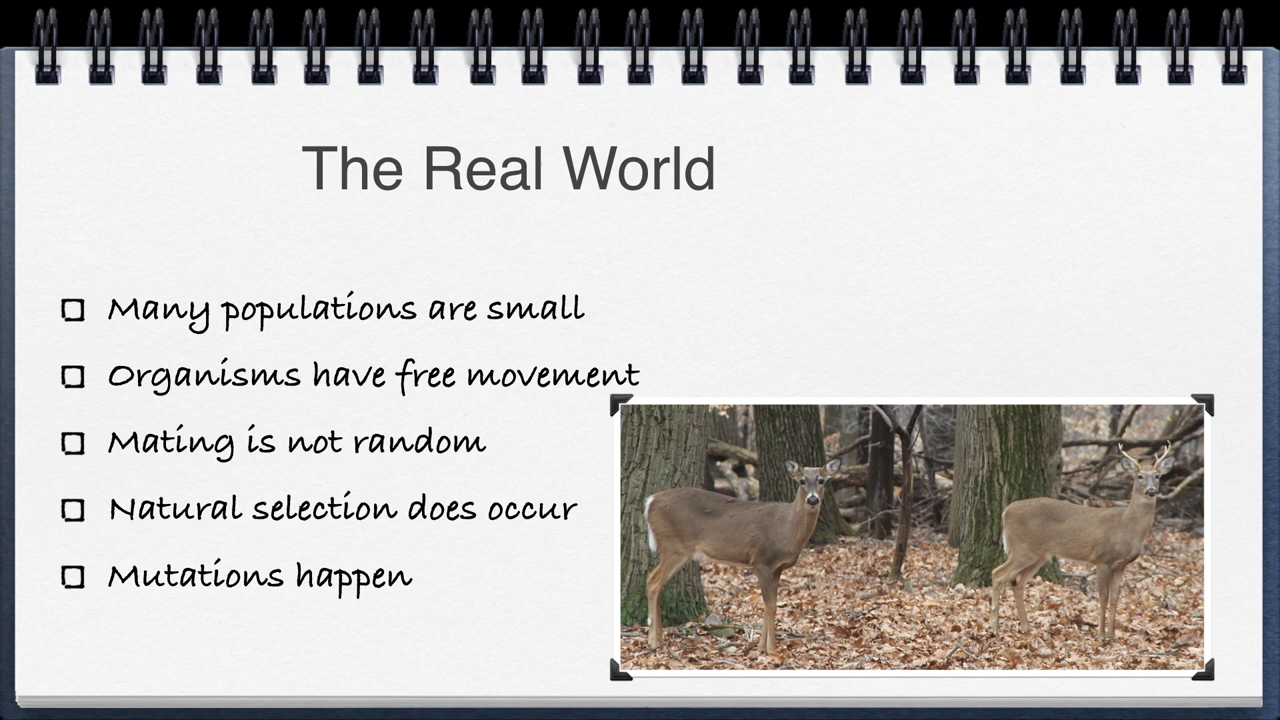 The Real World
Many populations are small
Organisms have free movement
Mating is not random
Natural selection does occur
Mutations happen